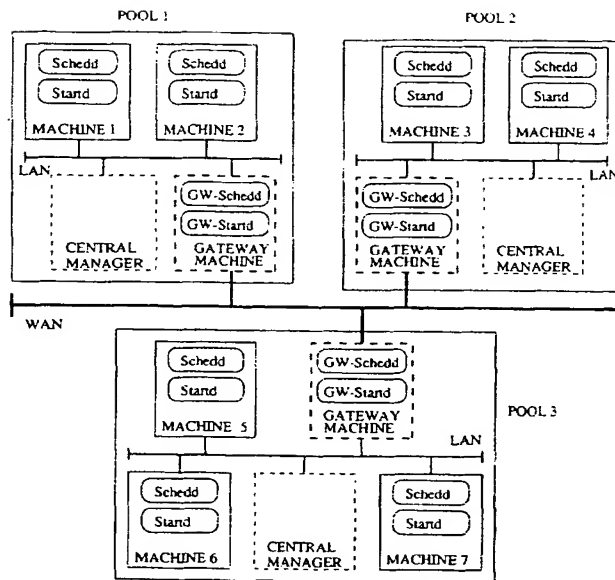 POOL 1
POOL 2
Schedd
Startd
MACHINE 1
Schedd
Startd
MACHINE 2
Schedd
Startd
MACHINE 3
Schedd
Startd
MACHINE 4
LAN
LAN
CENTRAL
MANAGER
GW-Schedd
GW-Startd
GATEWAY
MACHINE
GW-Schedd
GW-Startd
GATEWAY
MACHINE
CENTRAL
MANAGER
WAN
Schedd
Startd
MACHINE 5
GW-Schedd
GW-Startd
GATEWAY
MACHINE
POOL 3
LAN
Schedd
Startd
MACHINE 6
CENTRAL
MANAGER
Schedd
Startd
MACHINE 7